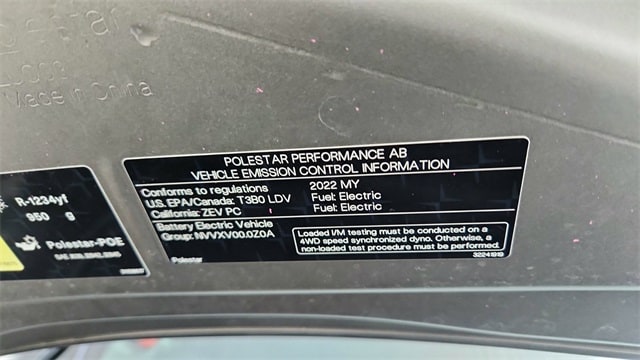 Made in China
R-1234yf
950 g
Polestar-POE
POLESTAR PERFORMANCE AB
VEHICLE EMISSION CONTROL INFORMATION
Conforms to regulations 2022 MY
U.S. EPA/Canada: T3B0 LDV Fuel: Electric
California: ZEV PC Fuel: Electric
Battery Electric Vehicle
Group: NVVXV00.0Z0A
Loaded I/M testing must be conducted on a
4WD speed synchronized dyno. Otherwise, a
non-loaded test procedure must be performed.
Polestar 32241919